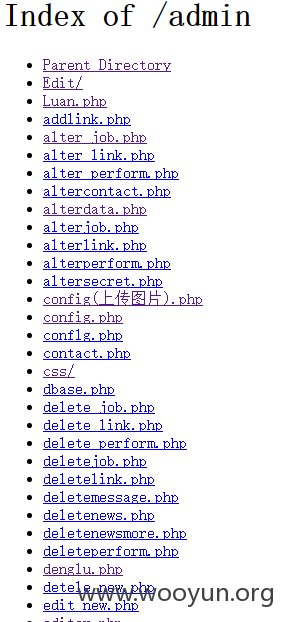 Index of /admin
Parent Directory
Edit/
Luan.php
addlink.php
alter_job.php
alter_link.php
alter_perform.php
altercontact.php
alterdata.php
alterjob.php
alterlink.php
alterperform.php
altersecret.php
config(上传图片).php
config.php
conflg.php
contact.php
css/
dbase.php
delete_job.php
delete_link.php
delete_perform.php
deletejob.php
deletelink.php
deletemessage.php
deletenews.php
deletenewsmore.php
deleteperform.php
denglu.php
detele_new.php
www.wooyun.org
edit_new.php